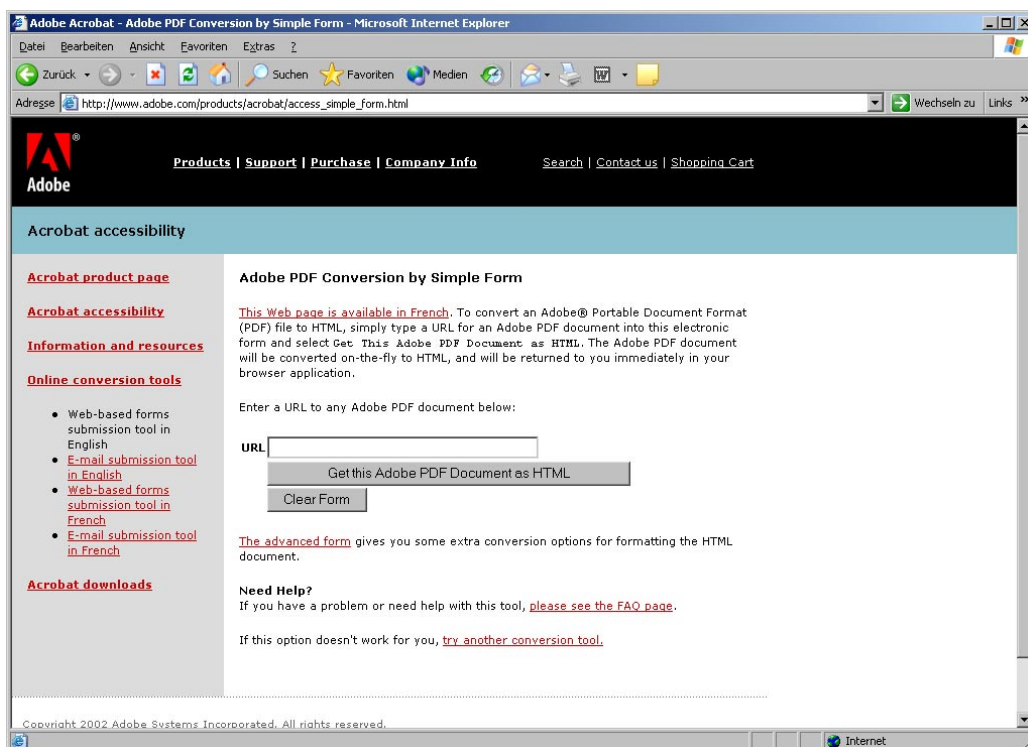 Adobe Acrobat - Adobe PDF Conversion by Simple Form - Microsoft Internet Explorer
Datei Bearbeiten Ansicht Favoriten Extras ?
Zurück Suchen Favoriten Medien
Adresse http://www.adobe.com/products/acrobat/access_simple_form.html Wechseln zu Links »
Adobe
Products | Support | Purchase | Company Info Search | Contact us | Shopping Cart
Acrobat accessibility
Acrobat product page
Acrobat accessibility
Information and resources
Online conversion tools
• Web-based forms
submission tool in
English
• E-mail submission tool
in English
• Web-based forms
submission tool in
French
• E-mail submission tool
in French
Acrobat downloads
Adobe PDF Conversion by Simple Form
This Web page is available in French. To convert an Adobe® Portable Document Format
(PDF) file to HTML, simply type a URL for an Adobe PDF document into this electronic
form and select Get This Adobe PDF Document as HTML. The Adobe PDF document
will be converted on-the-fly to HTML, and will be returned to you immediately in your
browser application.
Enter a URL to any Adobe PDF document below:
URL
Get this Adobe PDF Document as HTML
Clear Form
The advanced form gives you some extra conversion options for formatting the HTML
document.
Need Help?
If you have a problem or need help with this tool, please see the FAQ page.
If this option doesn't work for you, try another conversion tool.
Copyright 2002 Adobe Systems Incorporated. All rights reserved.
Internet